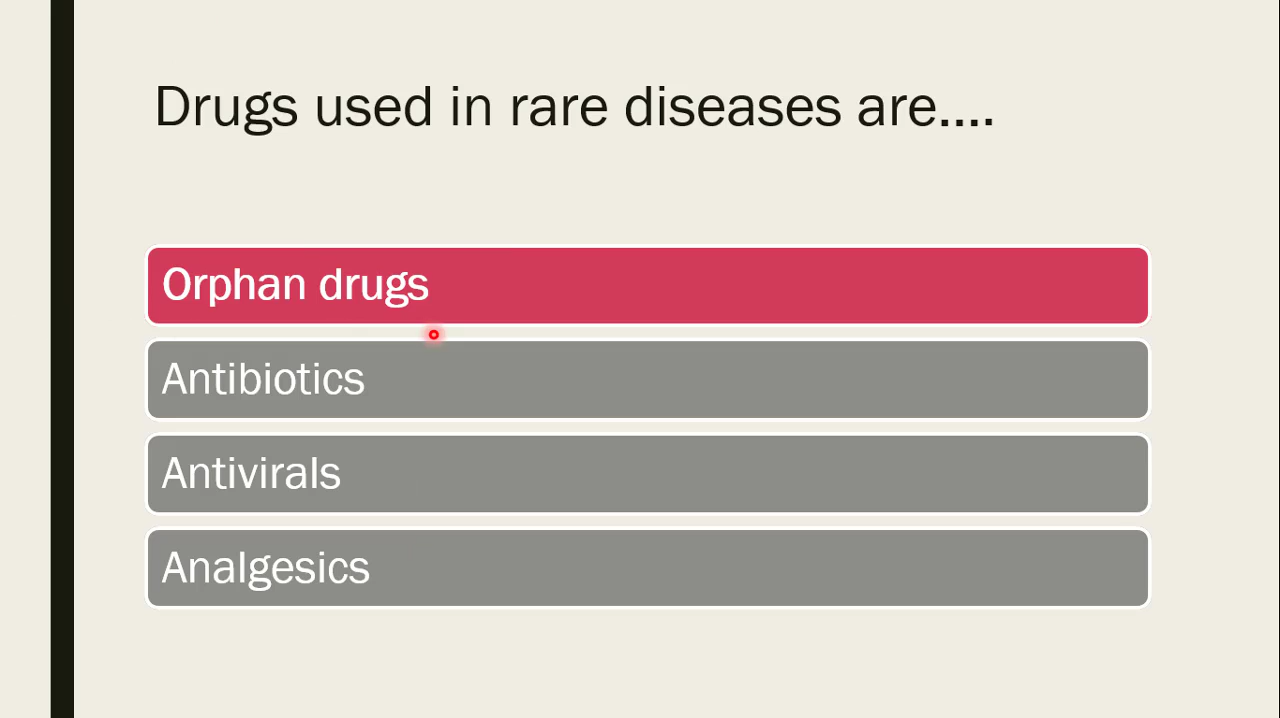 Drugs used in rare diseases are....
Orphan drugs
Antibiotics
Antivirals
Analgesics